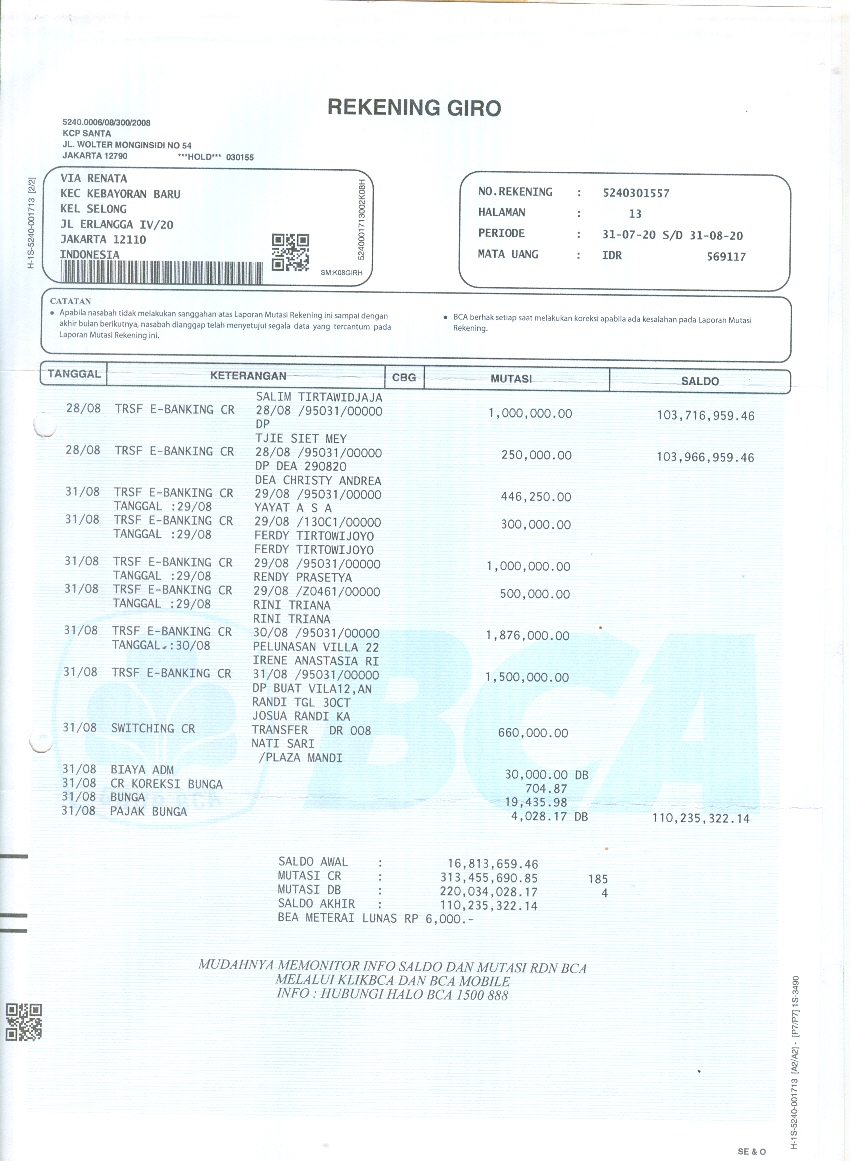 REKENING GIRO
5240.0006/08/300/2008
KCP SANTA
JL. WOLTER MONGINSIDI NO 54
JAKARTA 12790 ***HOLD*** 030155
H-1S-5240-001713 [2/2]
VIA RENATA
KEC KEBAYORAN BARU
KEL SELONG
JL ERLANGGA IV/20
JAKARTA 12110
INDONESIA
5240001713002K08H
SM:K08GIRH
NO.REKENING : 5240301557
HALAMAN : 13
PERIODE : 31-07-20 S/D 31-08-20
MATA UANG : IDR 569117
CATATAN
• Apabila nasabah tidak melakukan sanggahan atas Laporan Mutasi Rekening ini sampai dengan
akhir bulan berikutnya, nasabah dianggap telah menyetujui segala data yang tercantum pada
Laporan Mutasi Rekening ini.
• BCA berhak setiap saat melakukan koreksi apabila ada kesalahan pada Laporan Mutasi
Rekening.
TANGGAL KETERANGAN CBG MUTASI SALDO
SALIM TIRTAWIDJAJA
28/08 TRSF E-BANKING CR 28/08 /95031/00000 1,000,000.00 103,716,959.46
DP
TJIE SIET MEY
28/08 TRSF E-BANKING CR 28/08 /95031/00000 250,000.00 103,966,959.46
DP DEA 290820
DEA CHRISTY ANDREA
31/08 TRSF E-BANKING CR 29/08 /95031/00000 446,250.00
TANGGAL :29/08 YAYAT A S A
31/08 TRSF E-BANKING CR 29/08 /130C1/00000 300,000.00
TANGGAL :29/08 FERDY TIRTOWIJOYO
FERDY TIRTOWIJOYO
31/08 TRSF E-BANKING CR 29/08 /95031/00000 1,000,000.00
TANGGAL :29/08 RENDY PRASETYA
31/08 TRSF E-BANKING CR 29/08 /Z0461/00000 500,000.00
TANGGAL :29/08 RINI TRIANA
RINI TRIANA
31/08 TRSF E-BANKING CR 30/08 /95031/00000 1,876,000.00
TANGGAL :30/08 PELUNASAN VILLA 22
IRENE ANASTASIA RI
31/08 TRSF E-BANKING CR 31/08 /95031/00000 1,500,000.00
DP BUAT VILA12,AN
RANDI TGL 30CT
JOSUA RANDI KA
31/08 SWITCHING CR TRANSFER DR 008 660,000.00
NATI SARI
/PLAZA MANDI
31/08 BIAYA ADM 30,000.00 DB
31/08 CR KOREKSI BUNGA 704.87
31/08 BUNGA 19,435.98
31/08 PAJAK BUNGA 4,028.17 DB 110,235,322.14
BCA
SALDO AWAL : 16,813,659.46
MUTASI CR : 313,455,690.85 185
MUTASI DB : 220,034,028.17 4
SALDO AKHIR : 110,235,322.14
BEA METERAI LUNAS RP 6,000.-
MUDAHNYA MEMONITOR INFO SALDO DAN MUTASI RDN BCA
MELALUI KLIKBCA DAN BCA MOBILE
INFO : HUBUNGI HALO BCA 1500 888
H-1S-5240-001713 [A2/A2] - [P7/P7] 1S-3490
SE & O